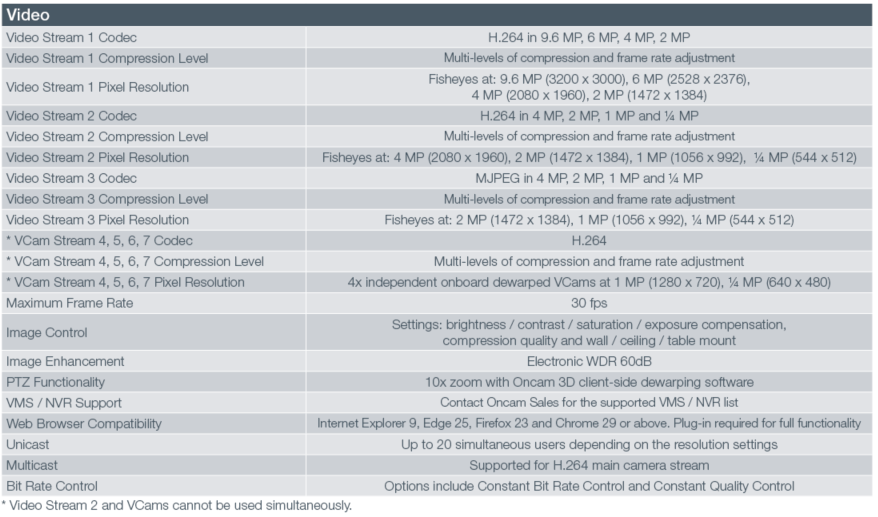 Video
Video Stream 1 Codec H.264 in 9.6 MP, 6 MP, 4 MP, 2 MP
Video Stream 1 Compression Level Multi-levels of compression and frame rate adjustment
Video Stream 1 Pixel Resolution Fisheyes at: 9.6 MP (3200 x 3000), 6 MP (2528 x 2376),
4 MP (2080 x 1960), 2 MP (1472 x 1384)
Video Stream 2 Codec H.264 in 4 MP, 2 MP, 1 MP and ¼ MP
Video Stream 2 Compression Level Multi-levels of compression and frame rate adjustment
Video Stream 2 Pixel Resolution Fisheyes at: 4 MP (2080 x 1960), 2 MP (1472 x 1384), 1 MP (1056 x 992), ¼ MP (544 x 512)
Video Stream 3 Codec MJPEG in 4 MP, 2 MP, 1 MP and ¼ MP
Video Stream 3 Compression Level Multi-levels of compression and frame rate adjustment
Video Stream 3 Pixel Resolution Fisheyes at: 2 MP (1472 x 1384), 1 MP (1056 x 992), ¼ MP (544 x 512)
* VCam Stream 4, 5, 6, 7 Codec H.264
* VCam Stream 4, 5, 6, 7 Compression Level Multi-levels of compression and frame rate adjustment
* VCam Stream 4, 5, 6, 7 Pixel Resolution 4x independent onboard dewarped VCams at 1 MP (1280 x 720), ¼ MP (640 x 480)
Maximum Frame Rate 30 fps
Image Control Settings: brightness / contrast / saturation / exposure compensation,
compression quality and wall / ceiling / table mount
Image Enhancement Electronic WDR 60dB
PTZ Functionality 10x zoom with Oncam 3D client-side dewarping software
VMS / NVR Support Contact Oncam Sales for the supported VMS / NVR list
Web Browser Compatibility Internet Explorer 9, Edge 25, Firefox 23 and Chrome 29 or above. Plug-in required for full functionality
Unicast Up to 20 simultaneous users depending on the resolution settings
Multicast Supported for H.264 main camera stream
Bit Rate Control Options include Constant Bit Rate Control and Constant Quality Control
* Video Stream 2 and VCams cannot be used simultaneously.